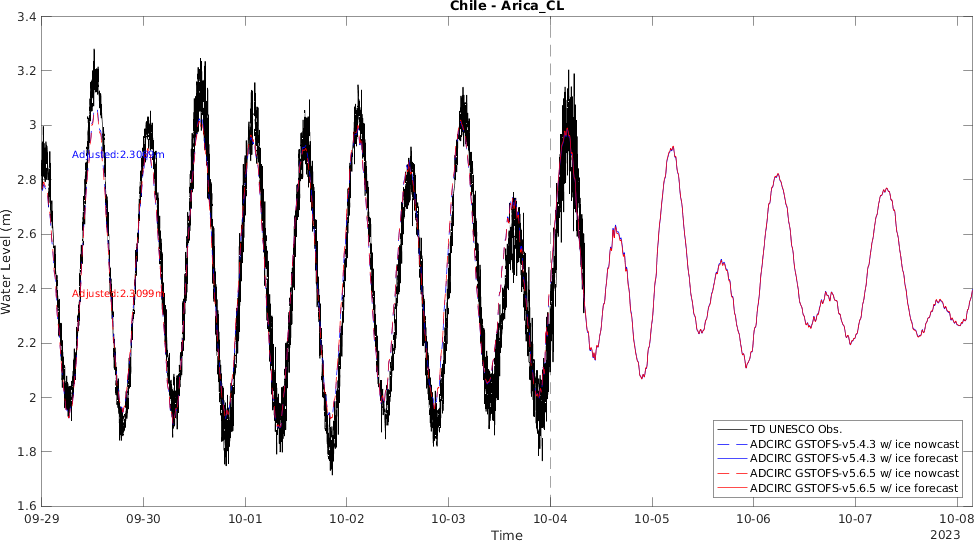 Chile - Arica_CL
3.4
3.2
3
2.8
2.6
2.4
2.2
2
1.8
1.6
Water Level (m)
Adjusted:2.3099m
Adjusted:2.3099m
TD UNESCO Obs.
ADCIRC GSTOFS-v5.4.3 w/ ice nowcast
ADCIRC GSTOFS-v5.4.3 w/ ice forecast
ADCIRC GSTOFS-v5.6.5 w/ ice nowcast
ADCIRC GSTOFS-v5.6.5 w/ ice forecast
09-29 09-30 10-01 10-02 10-03 10-04 10-05 10-06 10-07 10-08
2023
Time